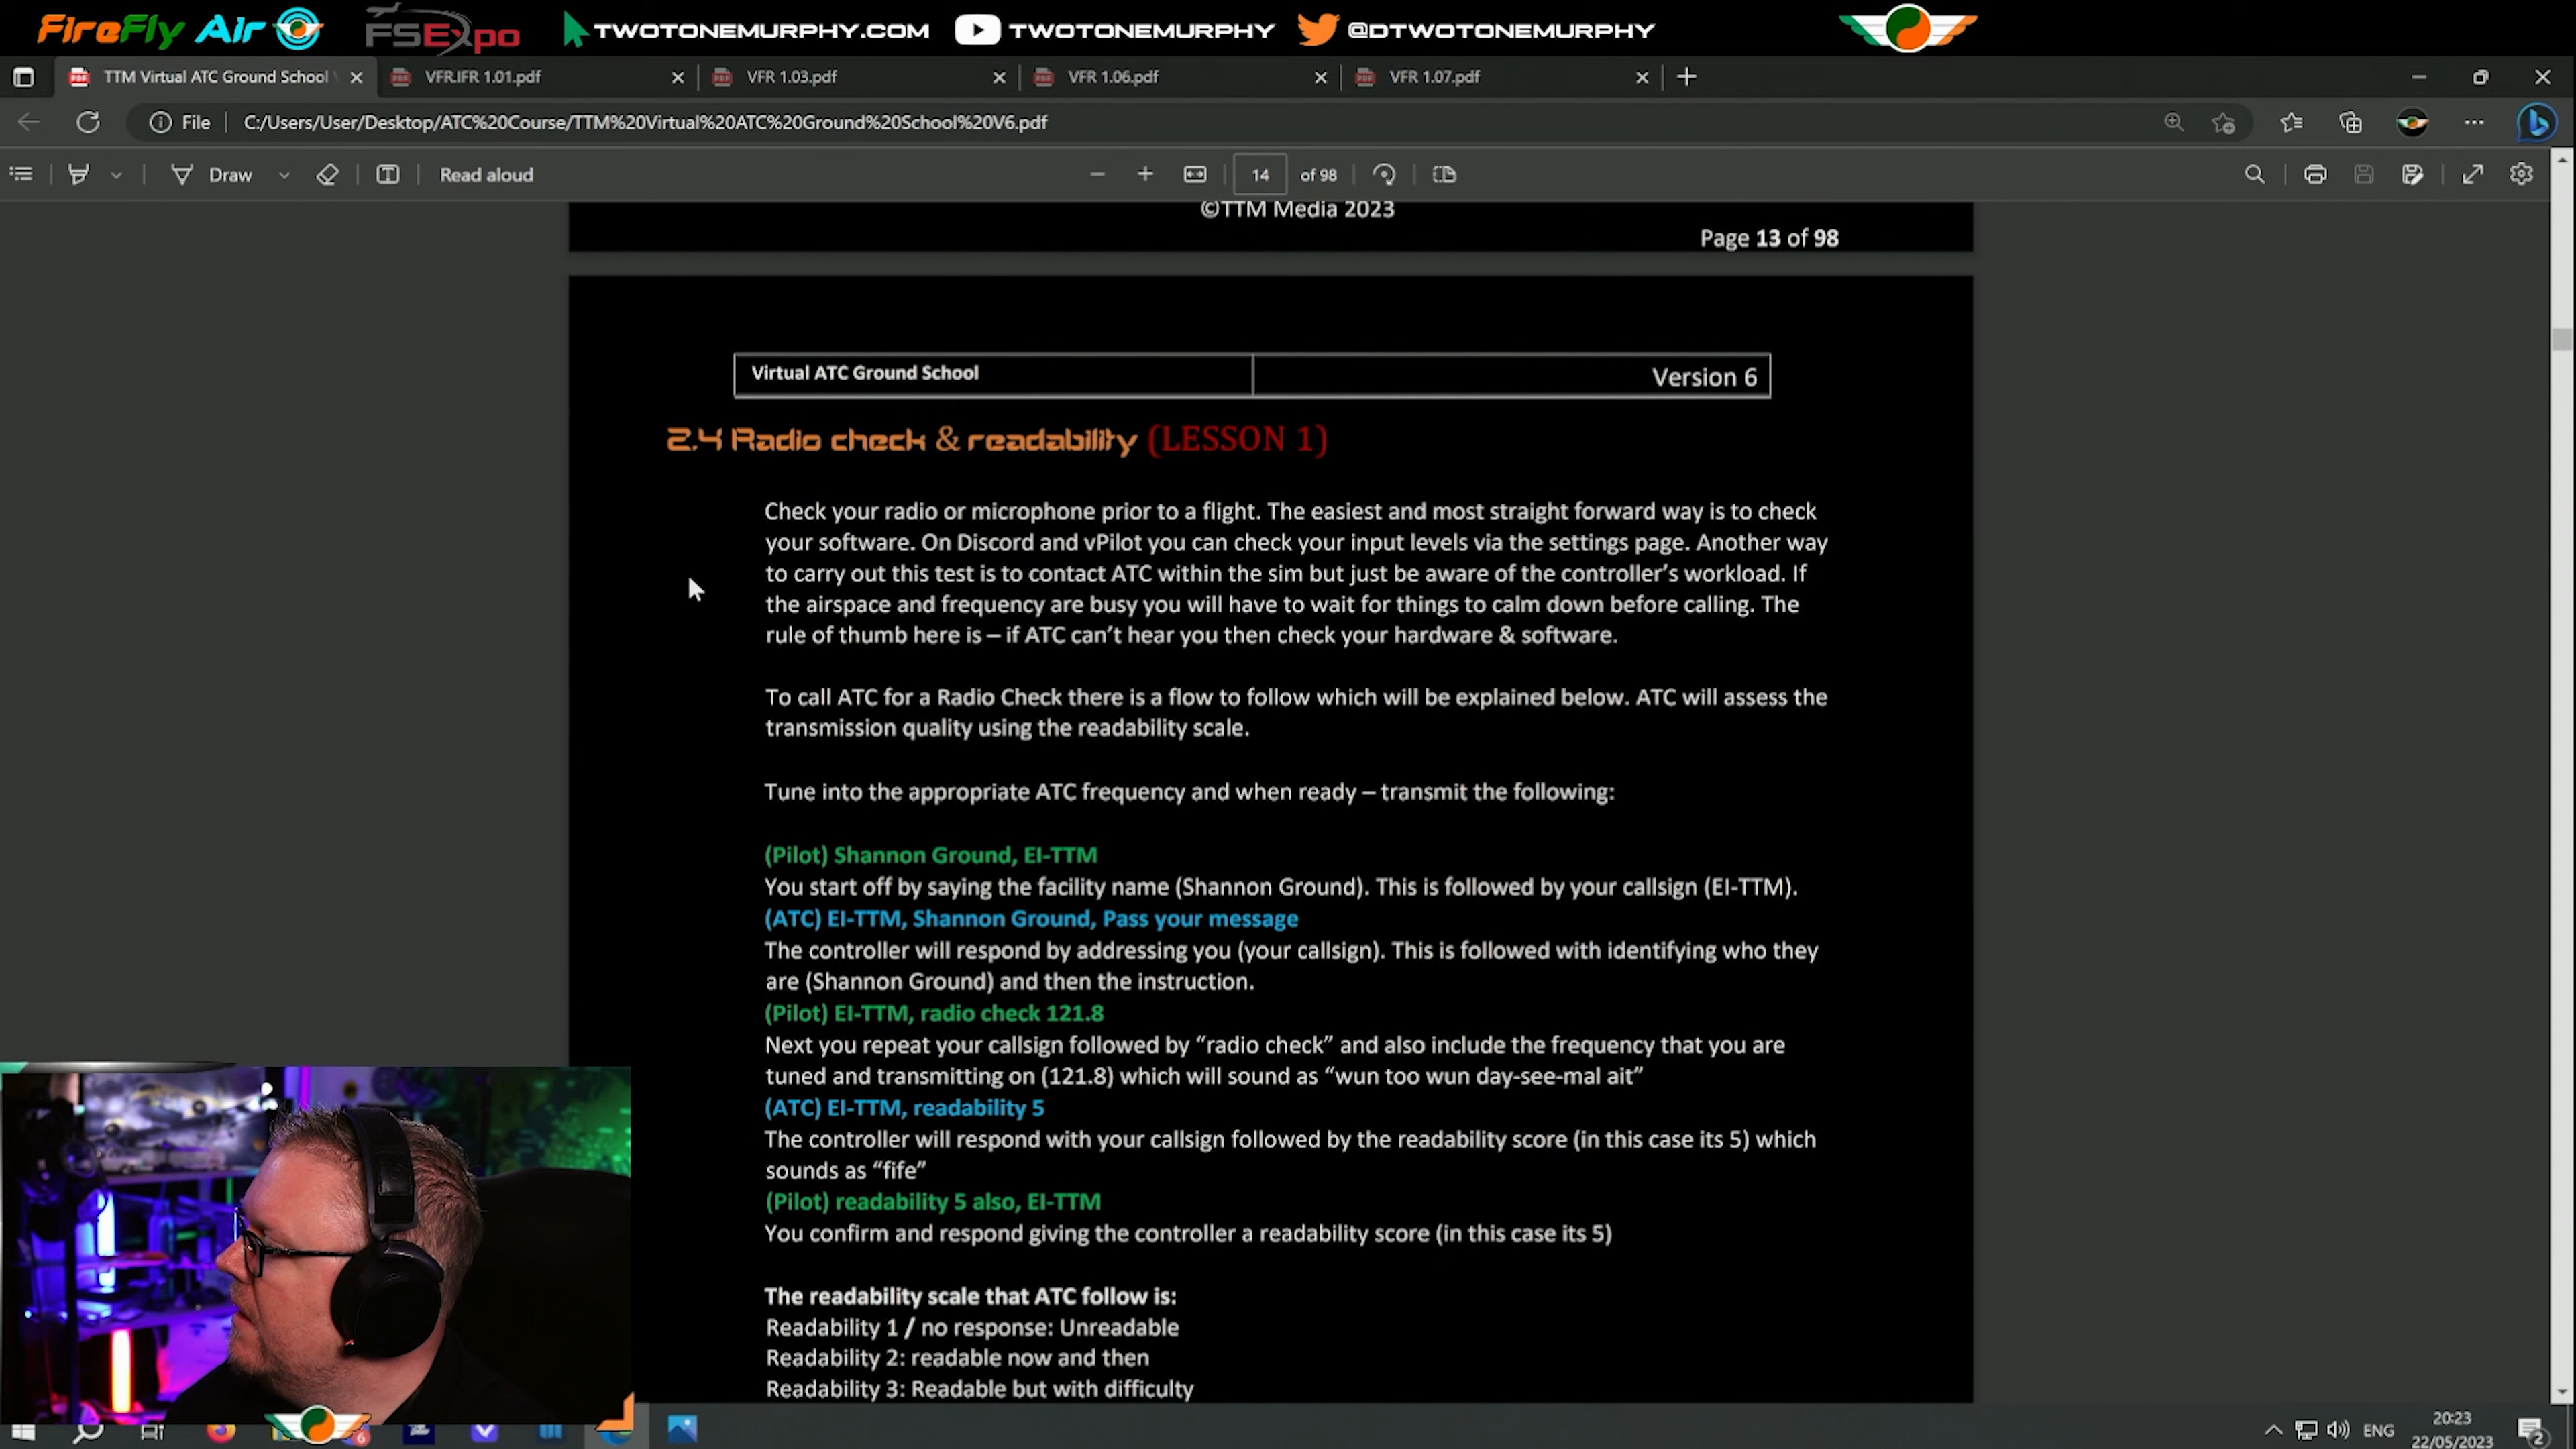 FIREFLY AIR FSExpo TWOTONEMURPHY.COM TWOTONEMURPHY @DTWOTONEMURPHY
TTM Virtual ATC Ground School VFR.IFR 1.01.pdf VFR 1.03.pdf VFR 1.06.pdf VFR 1.07.pdf
File C:/Users/User/Desktop/ATC%20Course/TTM%20Virtual%20ATC%20Ground%20School%20V6.pdf
Draw Read aloud 14 of 98
©TTM Media 2023
Page 13 of 98
Virtual ATC Ground School Version 6
2.4 Radio check & readability (LESSON 1)
Check your radio or microphone prior to a flight. The easiest and most straight forward way is to check
your software. On Discord and vPilot you can check your input levels via the settings page. Another way
to carry out this test is to contact ATC within the sim but just be aware of the controller's workload. If
the airspace and frequency are busy you will have to wait for things to calm down before calling. The
rule of thumb here is – if ATC can't hear you then check your hardware & software.
To call ATC for a Radio Check there is a flow to follow which will be explained below. ATC will assess the
transmission quality using the readability scale.
Tune into the appropriate ATC frequency and when ready – transmit the following:
(Pilot) Shannon Ground, EI-TTM
You start off by saying the facility name (Shannon Ground). This is followed by your callsign (EI-TTM).
(ATC) EI-TTM, Shannon Ground, Pass your message
The controller will respond by addressing you (your callsign). This is followed with identifying who they
are (Shannon Ground) and then the instruction.
(Pilot) EI-TTM, radio check 121.8
Next you repeat your callsign followed by "radio check" and also include the frequency that you are
tuned and transmitting on (121.8) which will sound as "wun too wun day-see-mal ait"
(ATC) EI-TTM, readability 5
The controller will respond with your callsign followed by the readability score (in this case its 5) which
sounds as "fife"
(Pilot) readability 5 also, EI-TTM
You confirm and respond giving the controller a readability score (in this case its 5)
The readability scale that ATC follow is:
Readability 1 / no response: Unreadable
Readability 2: readable now and then
Readability 3: Readable but with difficulty
ENG 20:23
22/05/2023 2